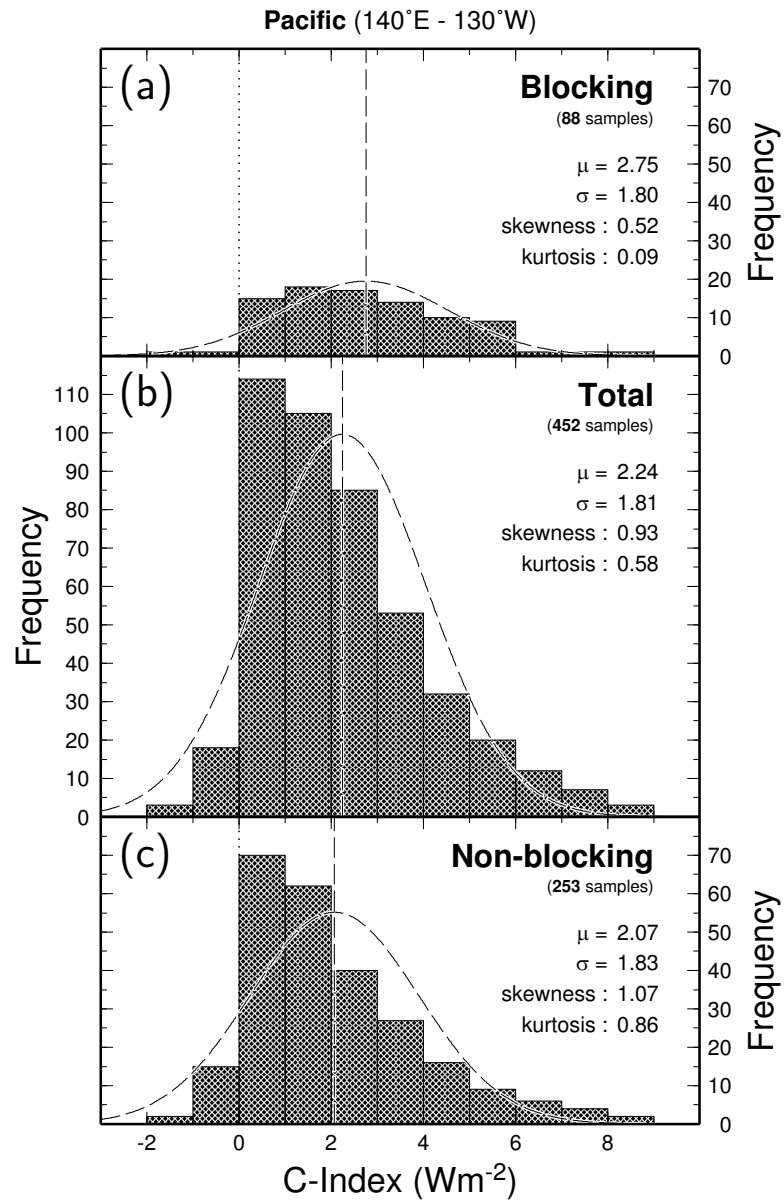 Pacific (140˚E - 130˚W)
(a)
Blocking
(88 samples)
μ = 2.75
σ = 1.80
skewness : 0.52
kurtosis : 0.09
70
60
50
40
30
20
10
0
Frequency
(b)
Total
(452 samples)
μ = 2.24
σ = 1.81
skewness : 0.93
kurtosis : 0.58
110
100
90
80
70
60
50
40
30
20
10
0
Frequency
(c)
Non-blocking
(253 samples)
μ = 2.07
σ = 1.83
skewness : 1.07
kurtosis : 0.86
70
60
50
40
30
20
10
0
Frequency
-2 0 2 4 6 8
C-Index (Wm-2)